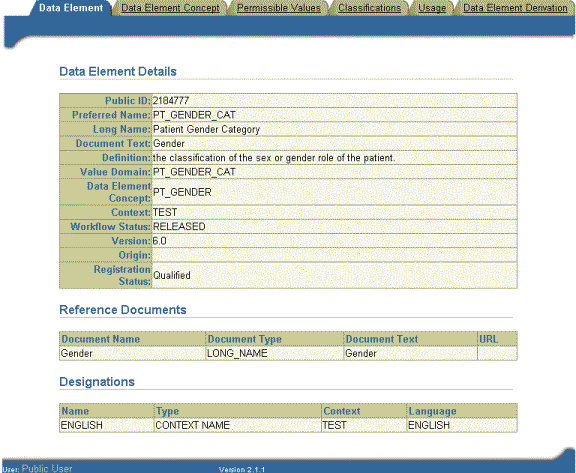 Data Element Data Element Concept Permissible Values Classifications Usage Data Element Derivation
Data Element Details
Public ID: 2184777
Preferred Name: PT_GENDER_CAT
Long Name: Patient Gender Category
Document Text: Gender
Definition: the classification of the sex or gender role of the patient.
Value Domain: PT_GENDER_CAT
Data Element
Concept: PT_GENDER
Context: TEST
Workflow Status: RELEASED
Version: 6.0
Origin:
Registration
Status: Qualified
Reference Documents
Document Name Document Type Document Text URL
Gender LONG_NAME Gender
Designations
Name Type Context Language
ENGLISH CONTEXT NAME TEST ENGLISH
User: Public User Version 2.1.1